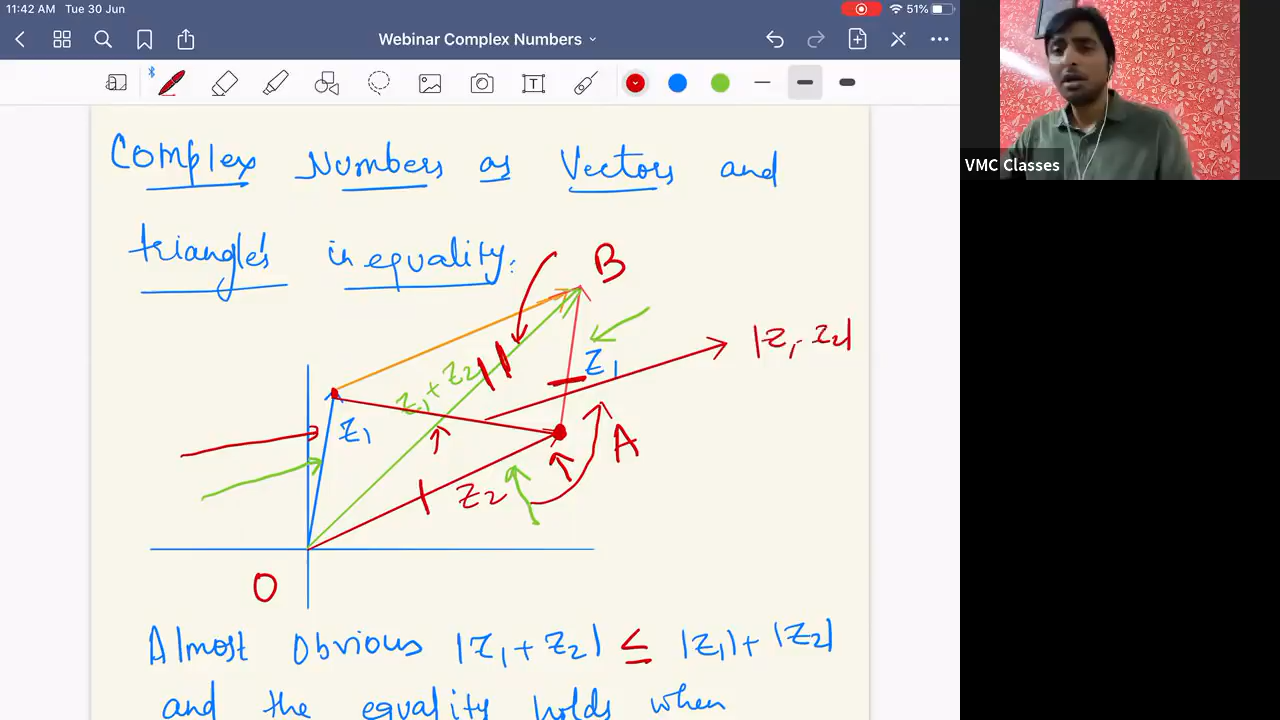 11:42 AM Tue 30 Jun
51%
Webinar Complex Numbers
VMC Classes
Complex Numbers as Vectors and
triangle's inequality:
B
|z1-z2|
z1+z2
z1
z1
A
z2
O
Almost Obvious |z1+z2| ≤ |z1|+|z2|
and the equality holds when